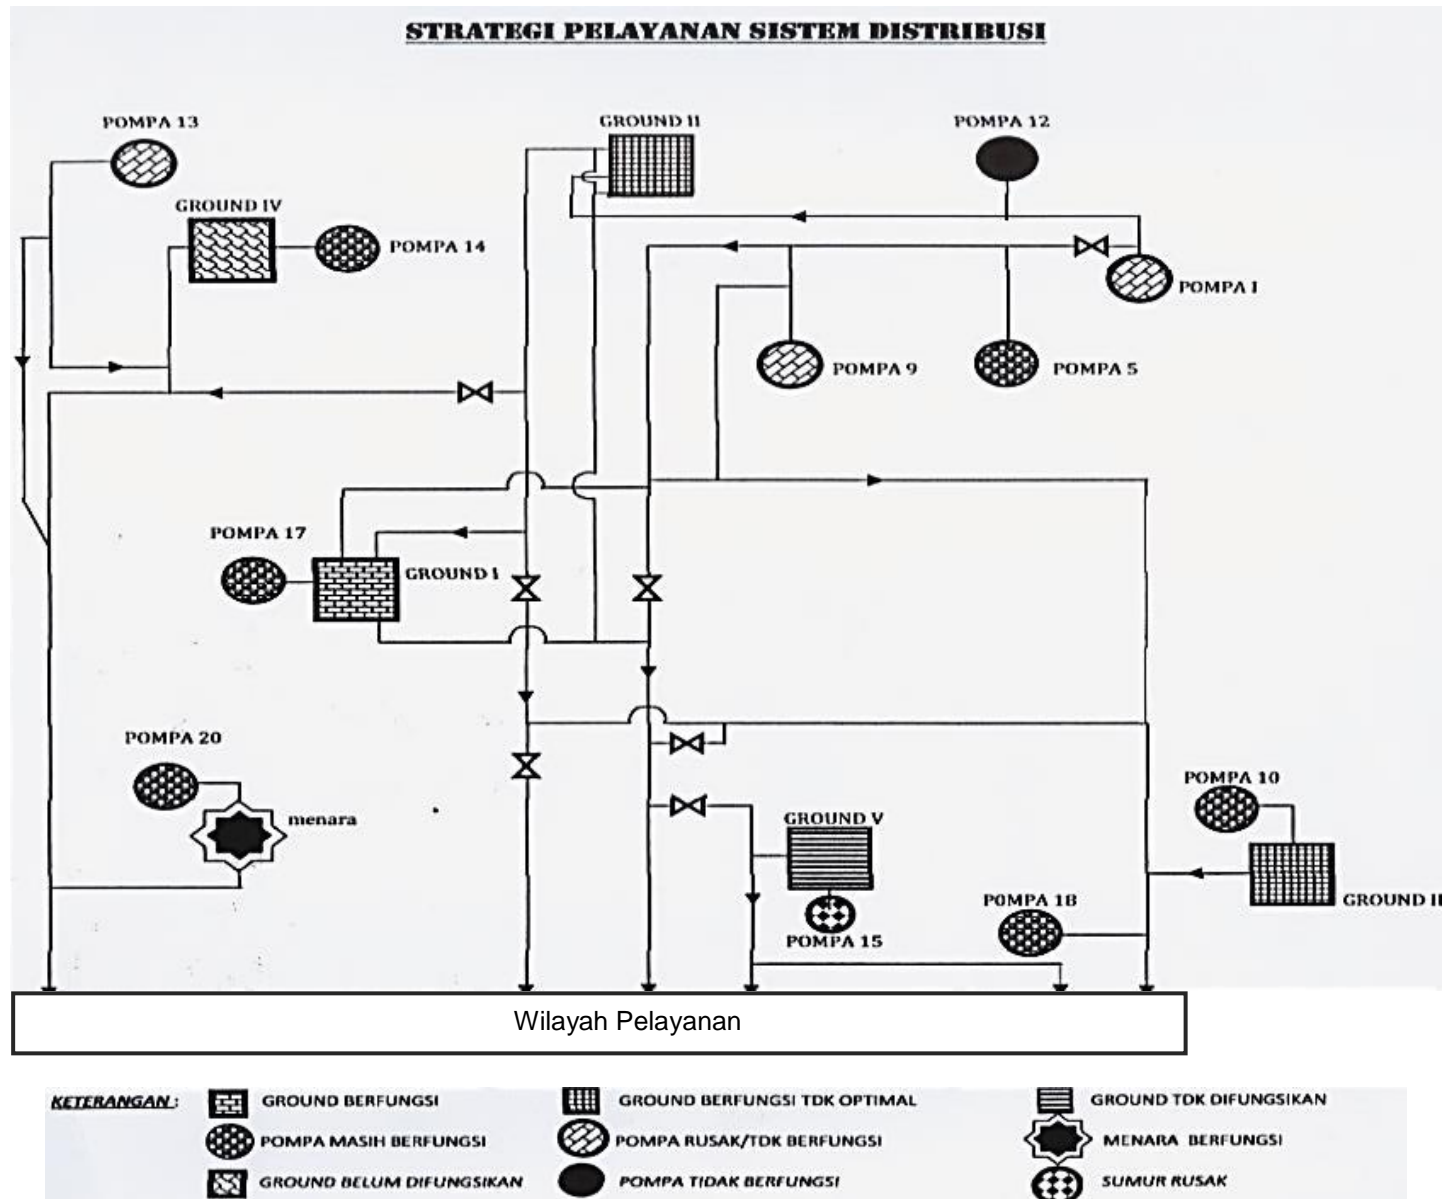 STRATEGI PELAYANAN SISTEM DISTRIBUSI
POMPA 13
GROUND II
POMPA 12
GROUND IV
POMPA 14
POMPA I
POMPA 9
POMPA 5
POMPA 17
GROUND I
POMPA 20
menara
POMPA 10
GROUND V
GROUND II
POMPA 18
POMPA 15
Wilayah Pelayanan
KETERANGAN :
GROUND BERFUNGSI
GROUND BERFUNGSI TDK OPTIMAL
GROUND TDK DIFUNGSIKAN
POMPA MASIH BERFUNGSI
POMPA RUSAK/TDK BERFUNGSI
MENARA BERFUNGSI
GROUND BELUM DIFUNGSIKAN
POMPA TIDAK BERFUNGSI
SUMUR RUSAK